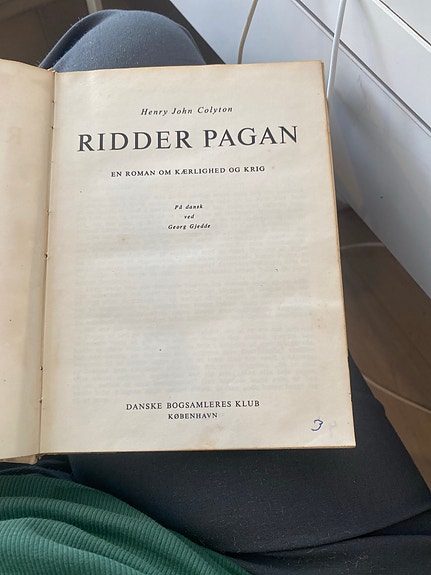 Henry John Colyton
RIDDER PAGAN
EN ROMAN OM KÆRLIGHED OG KRIG
På dansk
ved
Georg Gjedde
DANSKE BOGSAMLERES KLUB
KØBENHAVN